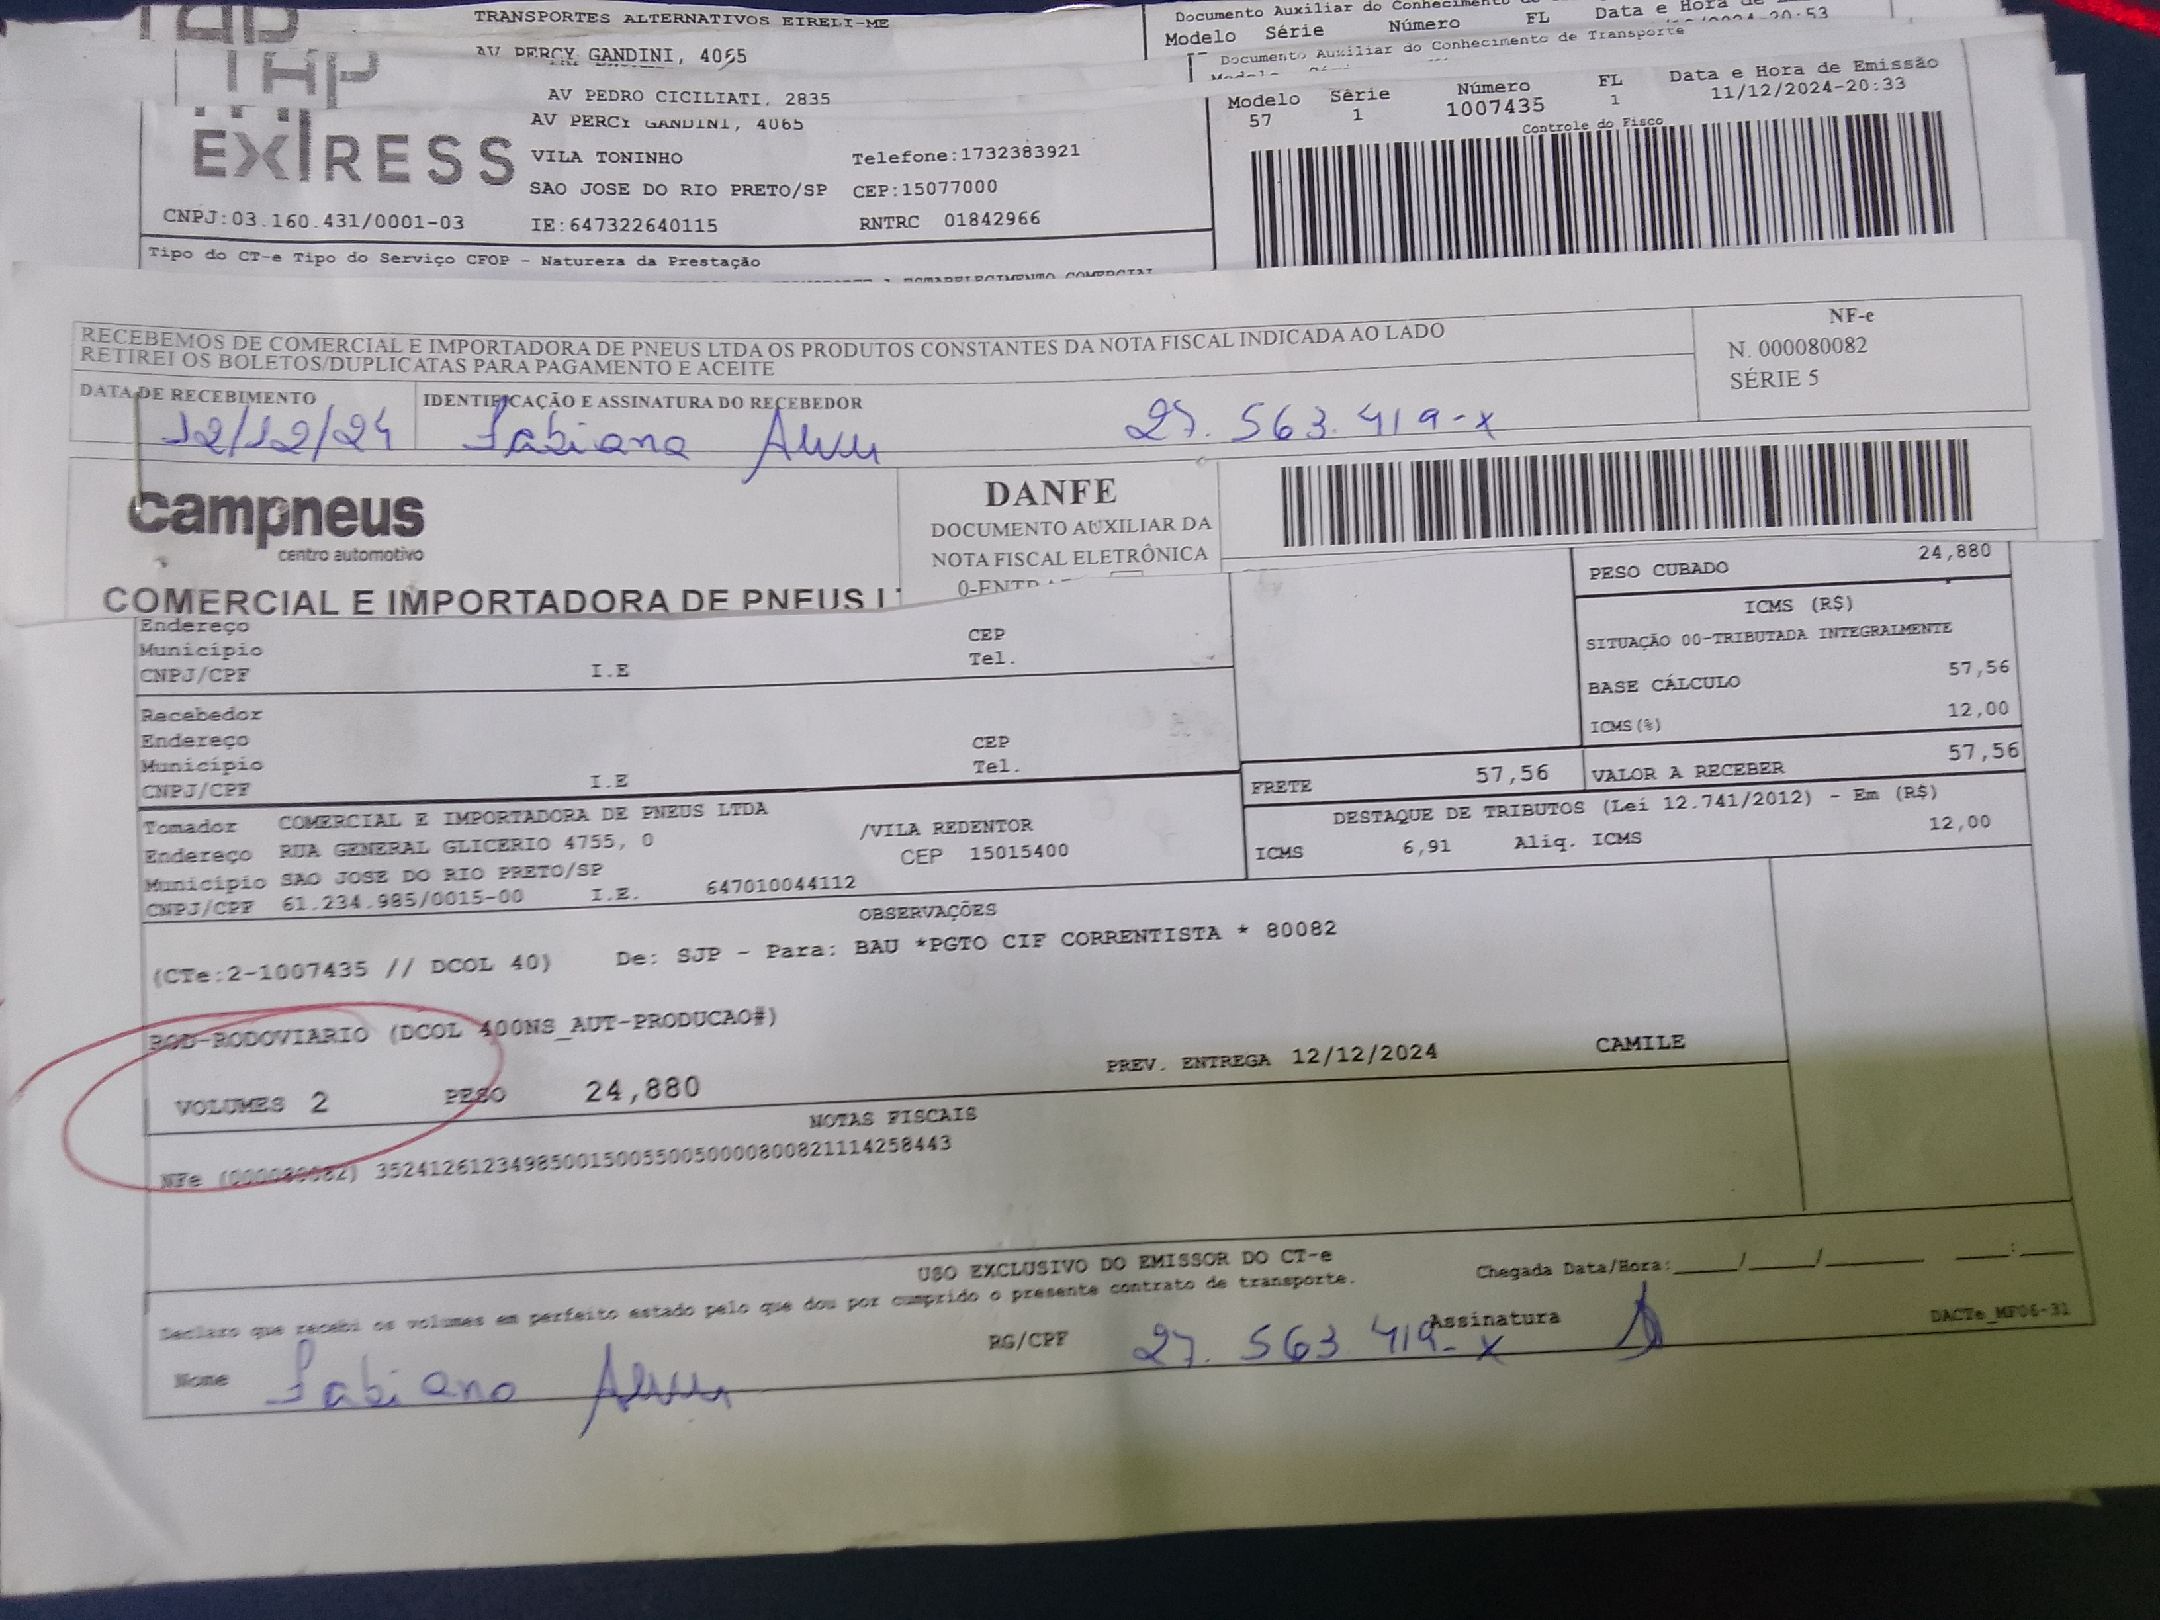 TRANSPORTES ALTERNATIVOS EIRELI-ME
AV PERCY GANDINI, 4065
Documento Auxiliar do Conhecimento
Modelo Série Número FL Data e Hora de
-20:53
Documento Auxiliar do Conhecimento de Transporte
AV PEDRO CICILIATI, 2835
AV PERCY GANDINI, 4065
EXPRESS
VILA TONINHO Telefone:1732383921
SAO JOSE DO RIO PRETO/SP CEP:15077000
CNPJ:03.160.431/0001-03 IE:647322640115 RNTRC 01842966
Modelo Série Número FL Data e Hora de Emissão
57 1 1007435 1 11/12/2024-20:33
Controle do Fisco
Tipo do CT-e Tipo do Serviço CFOP - Natureza da Prestação
ESTABELECIMENTO COMERCIAL
RECEBEMOS DE COMERCIAL E IMPORTADORA DE PNEUS LTDA OS PRODUTOS CONSTANTES DA NOTA FISCAL INDICADA AO LADO
RETIREI OS BOLETOS/DUPLICATAS PARA PAGAMENTO E ACEITE
NF-e
N. 000080082
SÉRIE 5
DATA DE RECEBIMENTO IDENTIFICAÇÃO E ASSINATURA DO RECEBEDOR
12/12/24 Fabiano Alves 27.563.419-x
campneus
centro automotivo
COMERCIAL E IMPORTADORA DE PNEUS
DANFE
DOCUMENTO AUXILIAR DA
NOTA FISCAL ELETRÔNICA
Endereço CEP
Município Tel.
CNPJ/CPF I.E
Recebedor
Endereço CEP
Município Tel.
CNPJ/CPF I.E
PESO CUBADO 24,880
ICMS (R$)
SITUAÇÃO 00-TRIBUTADA INTEGRALMENTE
BASE CÁLCULO 57,56
ICMS(%) 12,00
FRETE 57,56 VALOR A RECEBER 57,56
DESTAQUE DE TRIBUTOS (Lei 12.741/2012) - Em (R$)
ICMS 6,91 Aliq. ICMS 12,00
Tomador COMERCIAL E IMPORTADORA DE PNEUS LTDA
Endereço RUA GENERAL GLICERIO 4755, 0 /VILA REDENTOR
Município SAO JOSE DO RIO PRETO/SP CEP 15015400
CNPJ/CPF 61.234.985/0015-00 I.E. 647010044112
OBSERVAÇÕES
(CTe:2-1007435 // DCOL 40) De: SJP - Para: BAU *PGTO CIF CORRENTISTA * 80082
ROD-RODOVIARIO (DCOL 400NS_AUT-PRODUCAO#)
VOLUMES 2 PESO 24,880 PREV. ENTREGA 12/12/2024 CAMILE
NOTAS FISCAIS
NFe (000080082) 35241261234985001500550050000800821114258443
USO EXCLUSIVO DO EMISSOR DO CT-e
Declaro que recebi os volumes em perfeito estado pelo que dou por cumprido o presente contrato de transporte.
Chegada Data/Hora:_____/_____/_______ ____:____
Nome Fabiano Alves RG/CPF 27.563.419-x Assinatura
DACTe_MF06-31